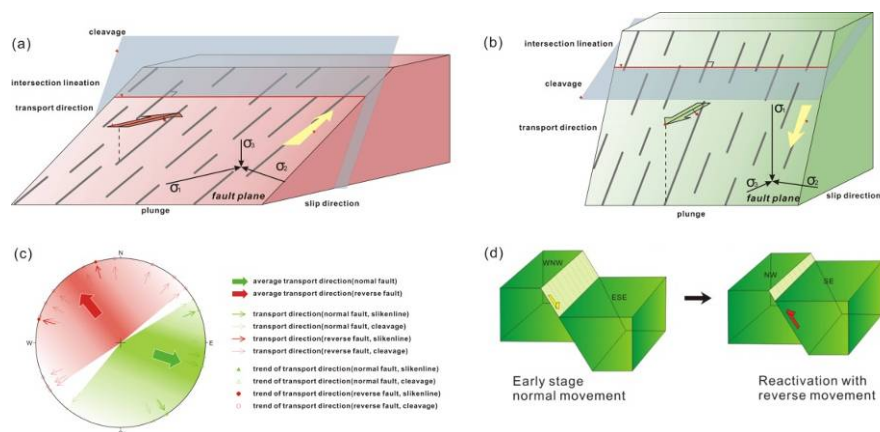 (a)
cleavage
intersection lineation
transport direction
σ₃
σ₁
σ₂
fault plane
plunge
slip direction
(b)
intersection lineation
cleavage
transport direction
σ₁
σ₃
σ₂
fault plane
plunge
slip direction
(c)
N
W
E
average transport direction(nomal fault)
average transport direction(reverse fault)
transport direction(normal fault, slikenline)
transport direction(normal fault, cleavage)
transport direction(reverse fault, slikenline)
transport direction(reverse fault, cleavage)
trend of transport direction(normal fault, slikenline)
trend of transport direction(normal fault, cleavage)
trend of transport direction(reverse fault, slikenline)
trend of transport direction(reverse fault, cleavage)
(d)
WNW
ESE
NW
SE
Early stage
normal movement
Reactivation with
reverse movement